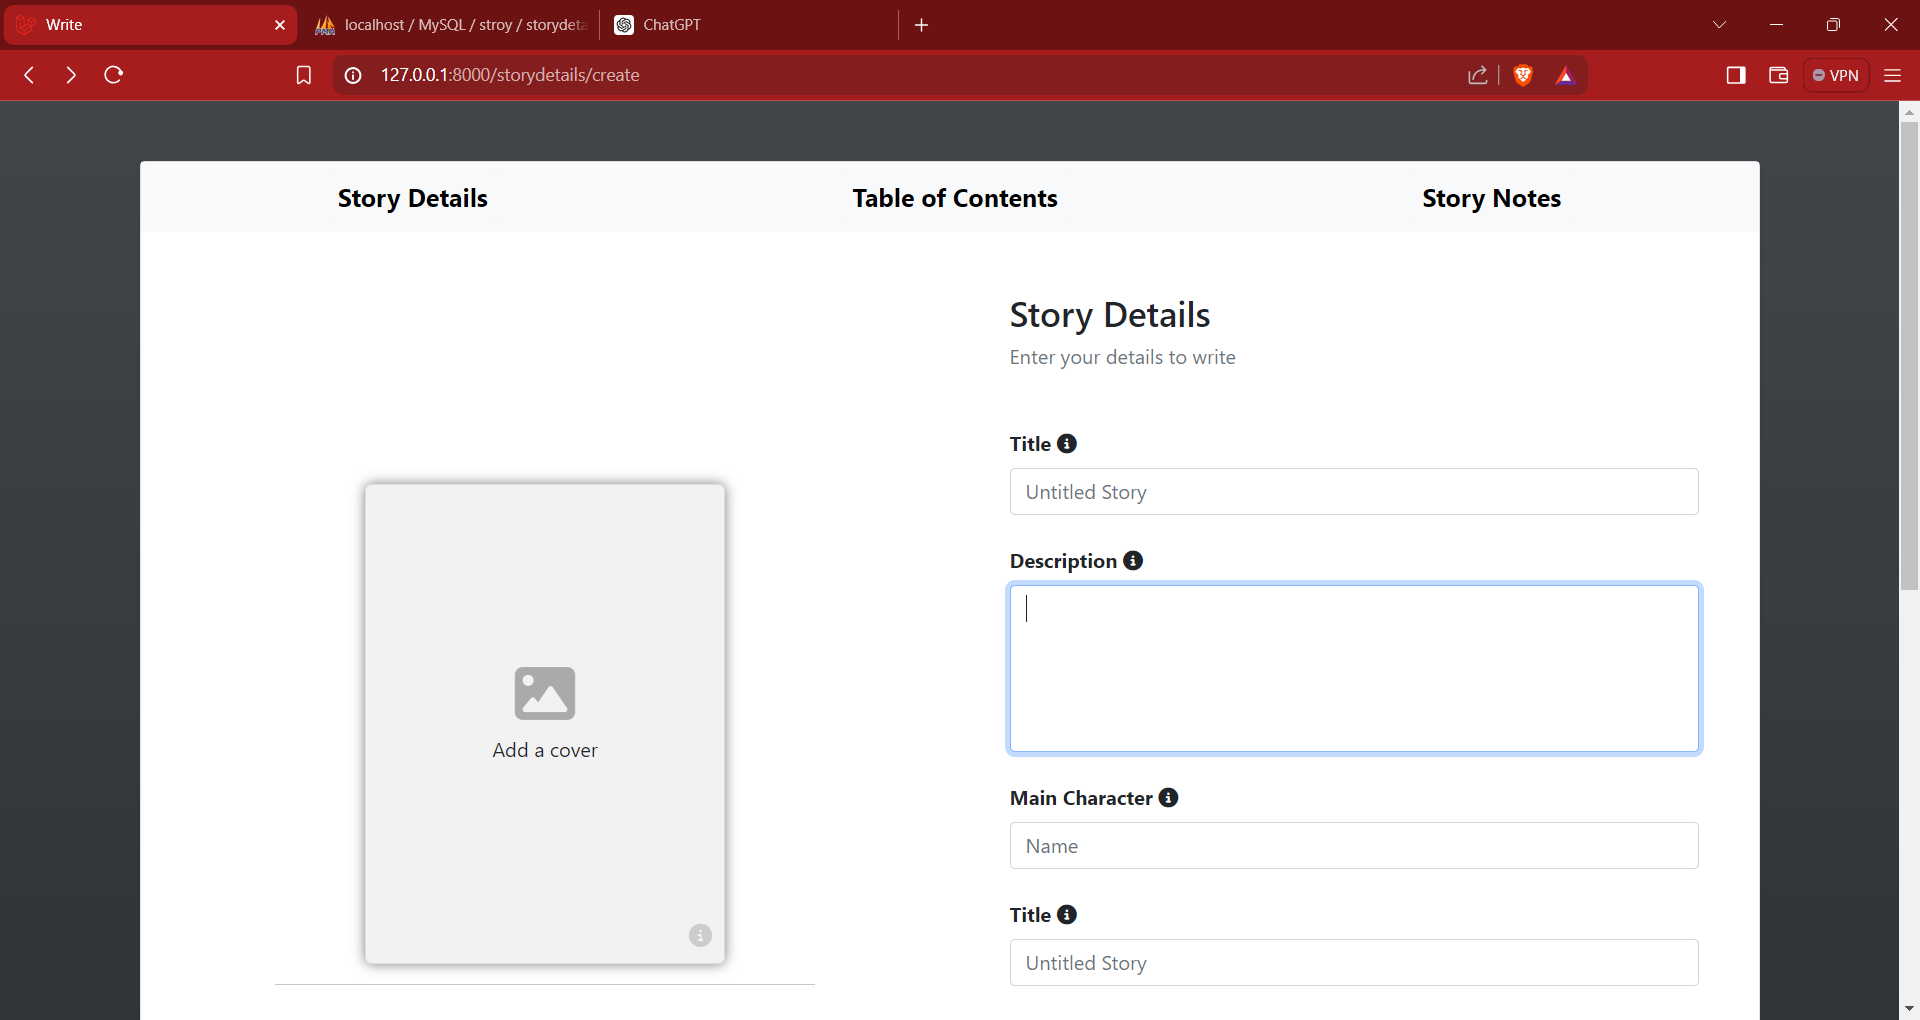 Write
localhost / MySQL / stroy / storydeta
ChatGPT
127.0.0.1:8000/storydetails/create
VPN
Story Details
Table of Contents
Story Notes
Story Details
Enter your details to write
Title
Untitled Story
Description
Add a cover
Main Character
Name
Title
Untitled Story